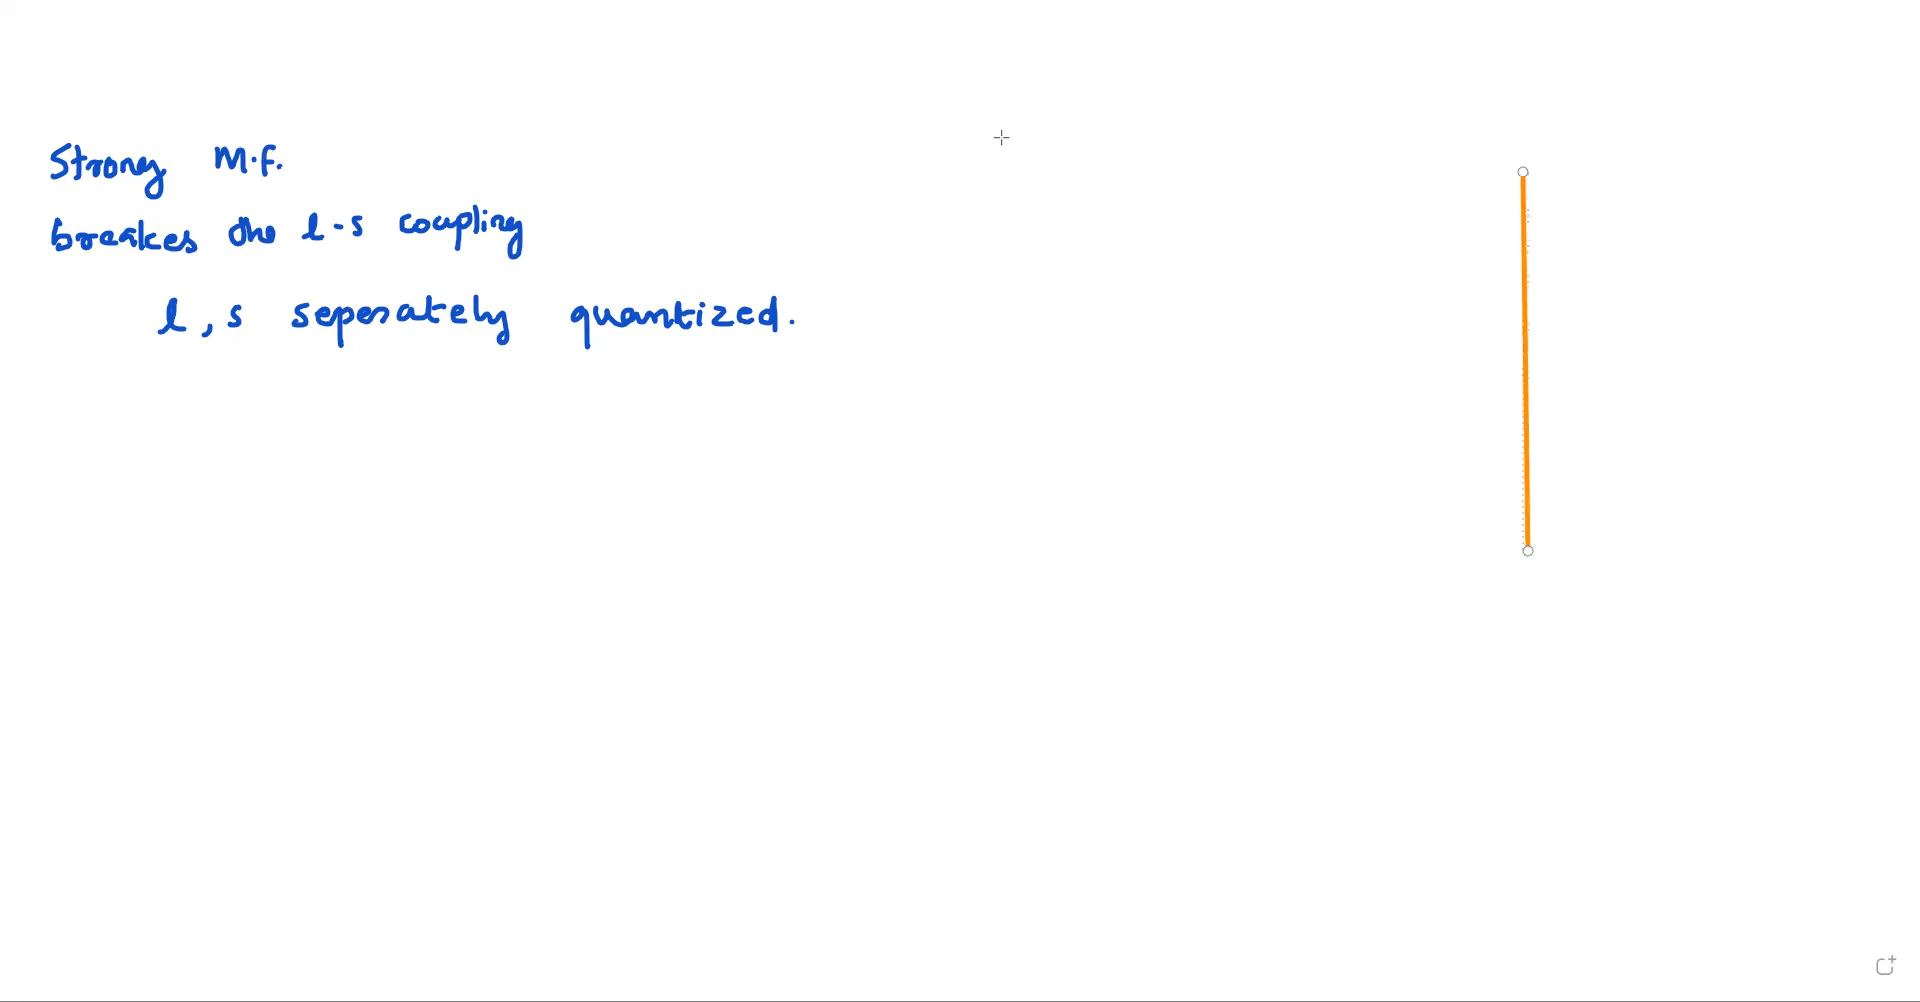 Strong M.F.
breakes the l-s coupling
l, s seperately quantized.